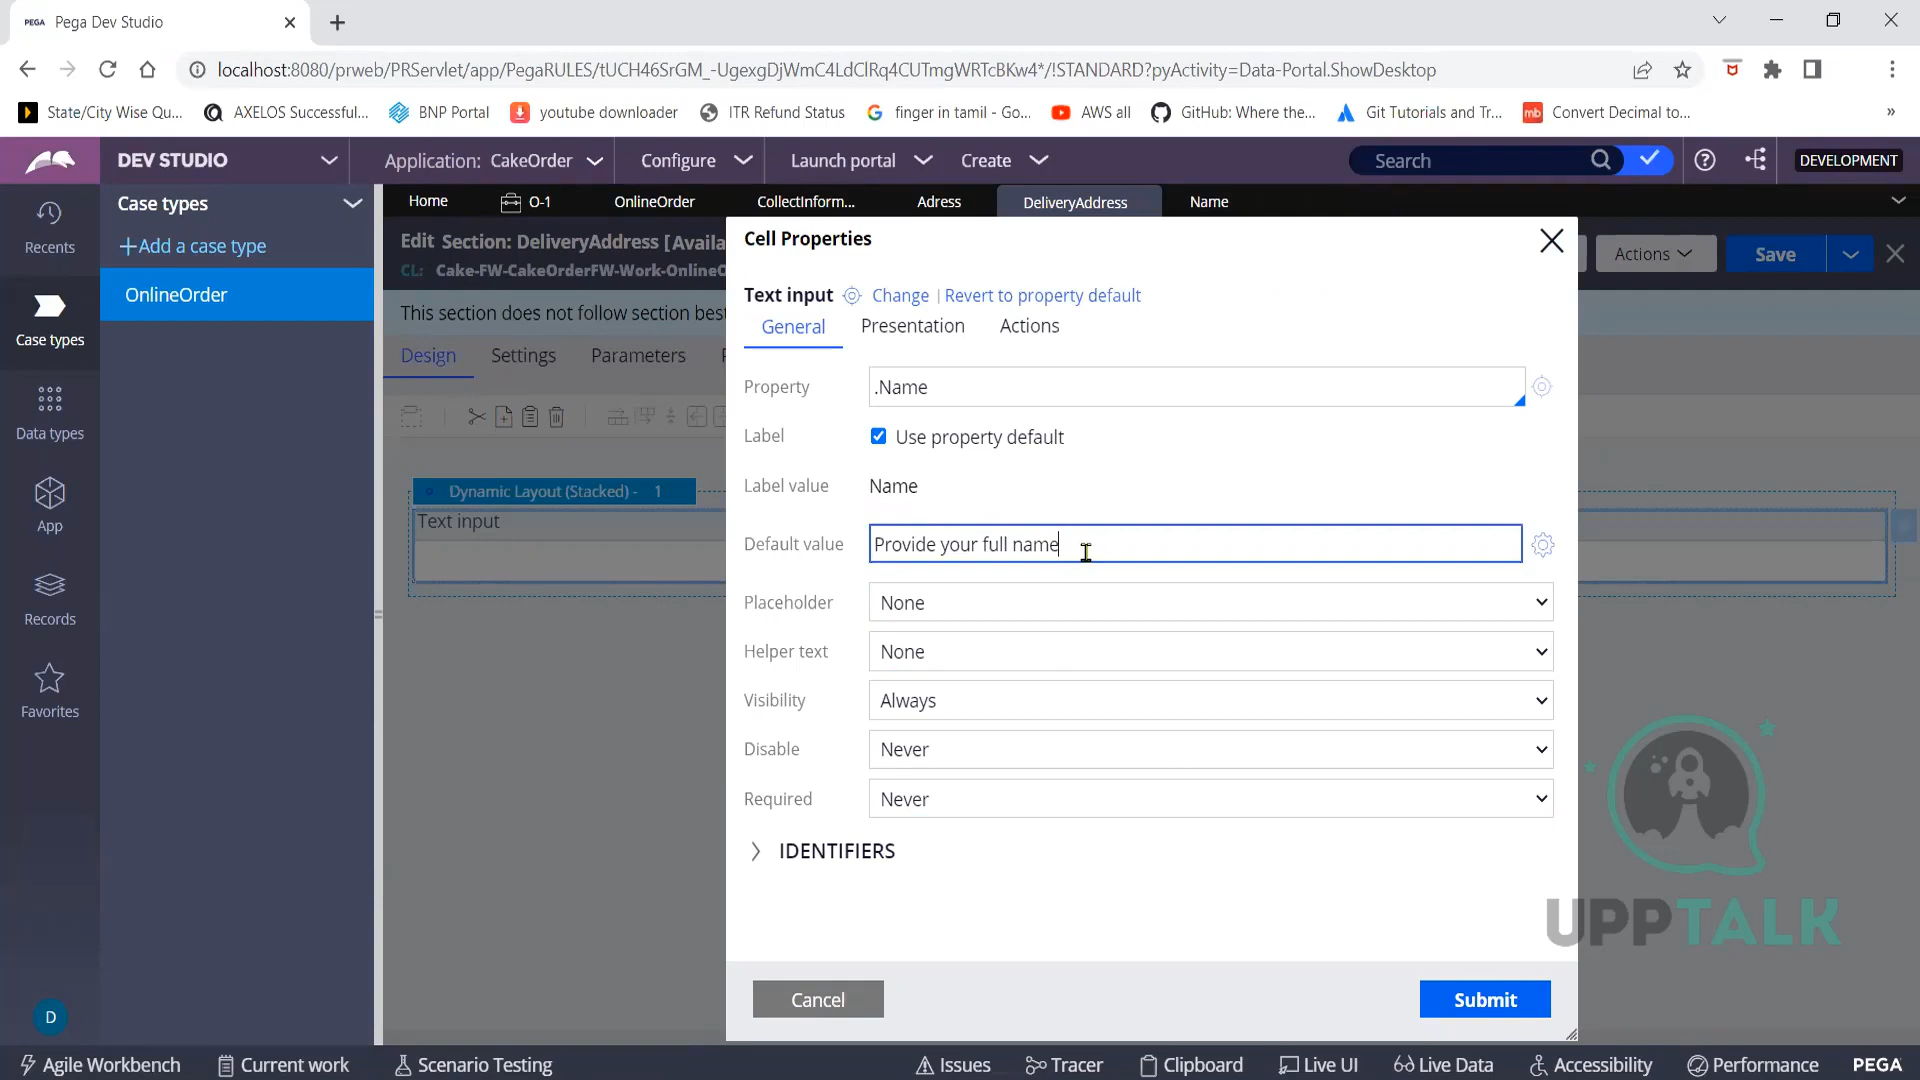 PEGA Pega Dev Studio
localhost:8080/prweb/PRServlet/app/PegaRULES/tUCH46SrGM_-UgexgDjWmC4LdClRq4CUTmgWRTcBKw4*/!STANDARD?pyActivity=Data-Portal.ShowDesktop
State/City Wise Qu... AXELOS Successful... BNP Portal youtube downloader ITR Refund Status finger in tamil - Go... AWS all GitHub: Where the... Git Tutorials and Tr... mb Convert Decimal to... »
DEV STUDIO Application: CakeOrder Configure Launch portal Create Search DEVELOPMENT
Recents
Case types
Data types
App
Records
Favorites
D
Case types
+Add a case type
OnlineOrder
Home O-1 OnlineOrder CollectInform... Adress DeliveryAddress Name
Edit Section: DeliveryAddress [Availa
CL: Cake-FW-CakeOrderFW-Work-OnlineO
Actions Save
This section does not follow section best
Design Settings Parameters
Dynamic Layout (Stacked) - 1
Text input
Cell Properties
Text input Change | Revert to property default
General Presentation Actions
Property .Name
Label Use property default
Label value Name
Default value Provide your full name
Placeholder None
Helper text None
Visibility Always
Disable Never
Required Never
IDENTIFIERS
Cancel Submit
UPPTALK
Agile Workbench Current work Scenario Testing Issues Tracer Clipboard Live UI Live Data Accessibility Performance PEGA